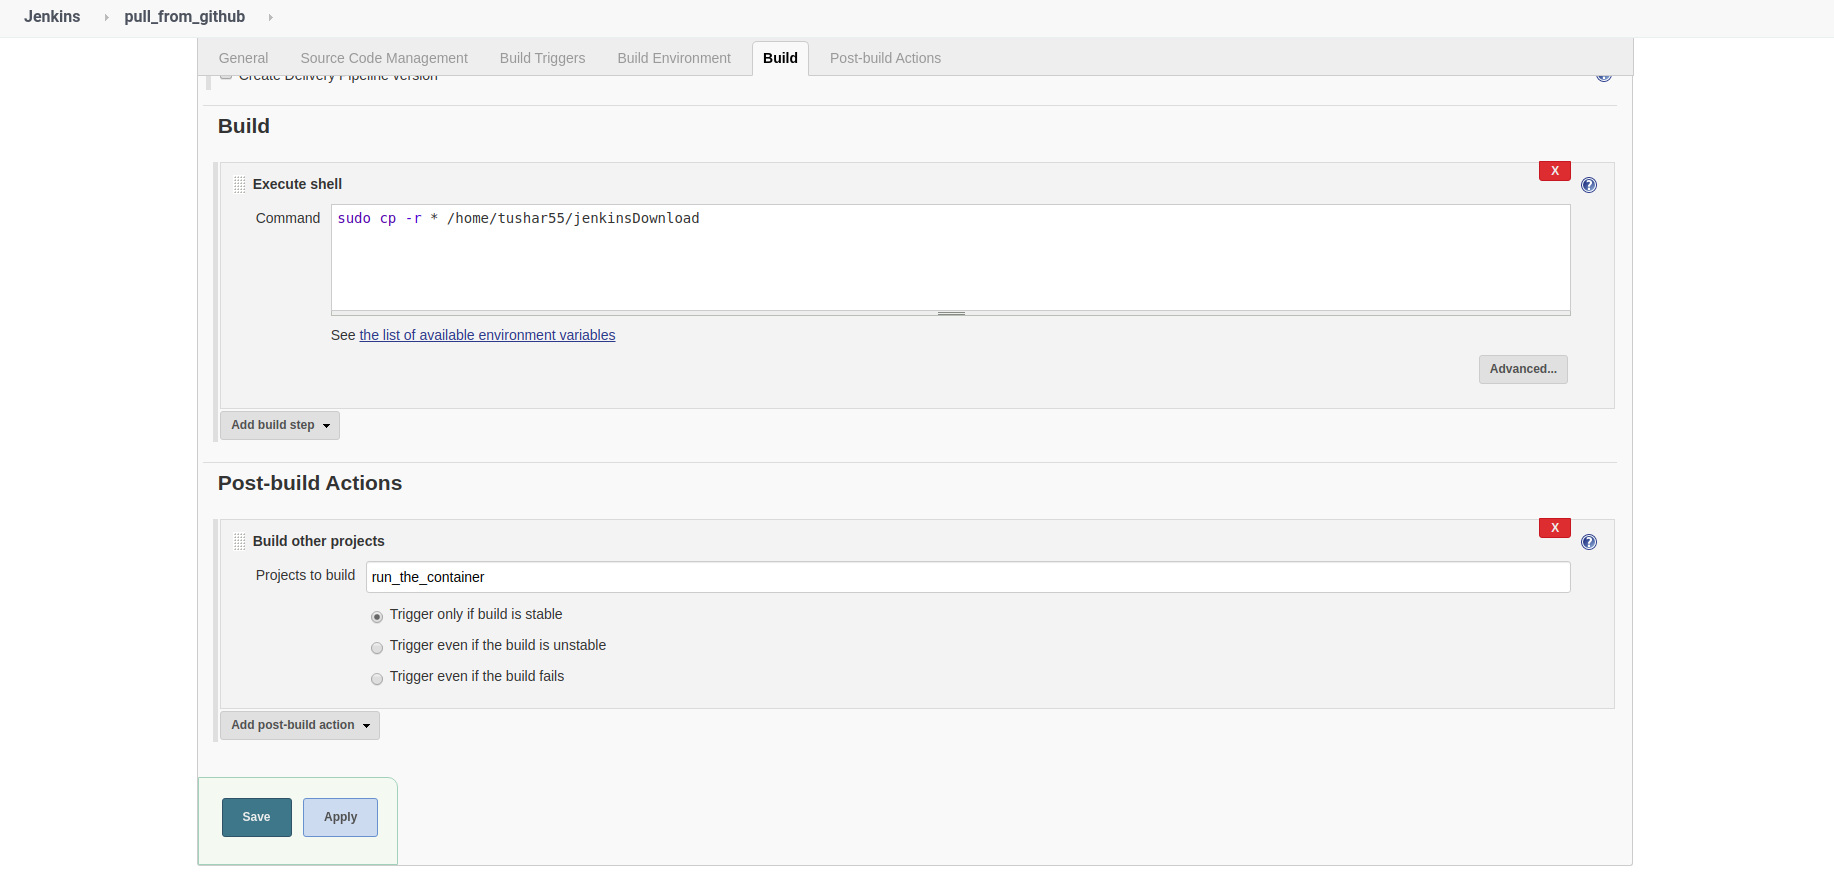 Jenkins pull_from_github
General Source Code Management Build Triggers Build Environment Build Post-build Actions
Create Delivery Pipeline version
Build
X
Execute shell
Command sudo cp -r * /home/tushar55/jenkinsDownload
See the list of available environment variables
Advanced...
Add build step
Post-build Actions
X
Build other projects
Projects to build run_the_container
Trigger only if build is stable
Trigger even if the build is unstable
Trigger even if the build fails
Add post-build action
Save Apply